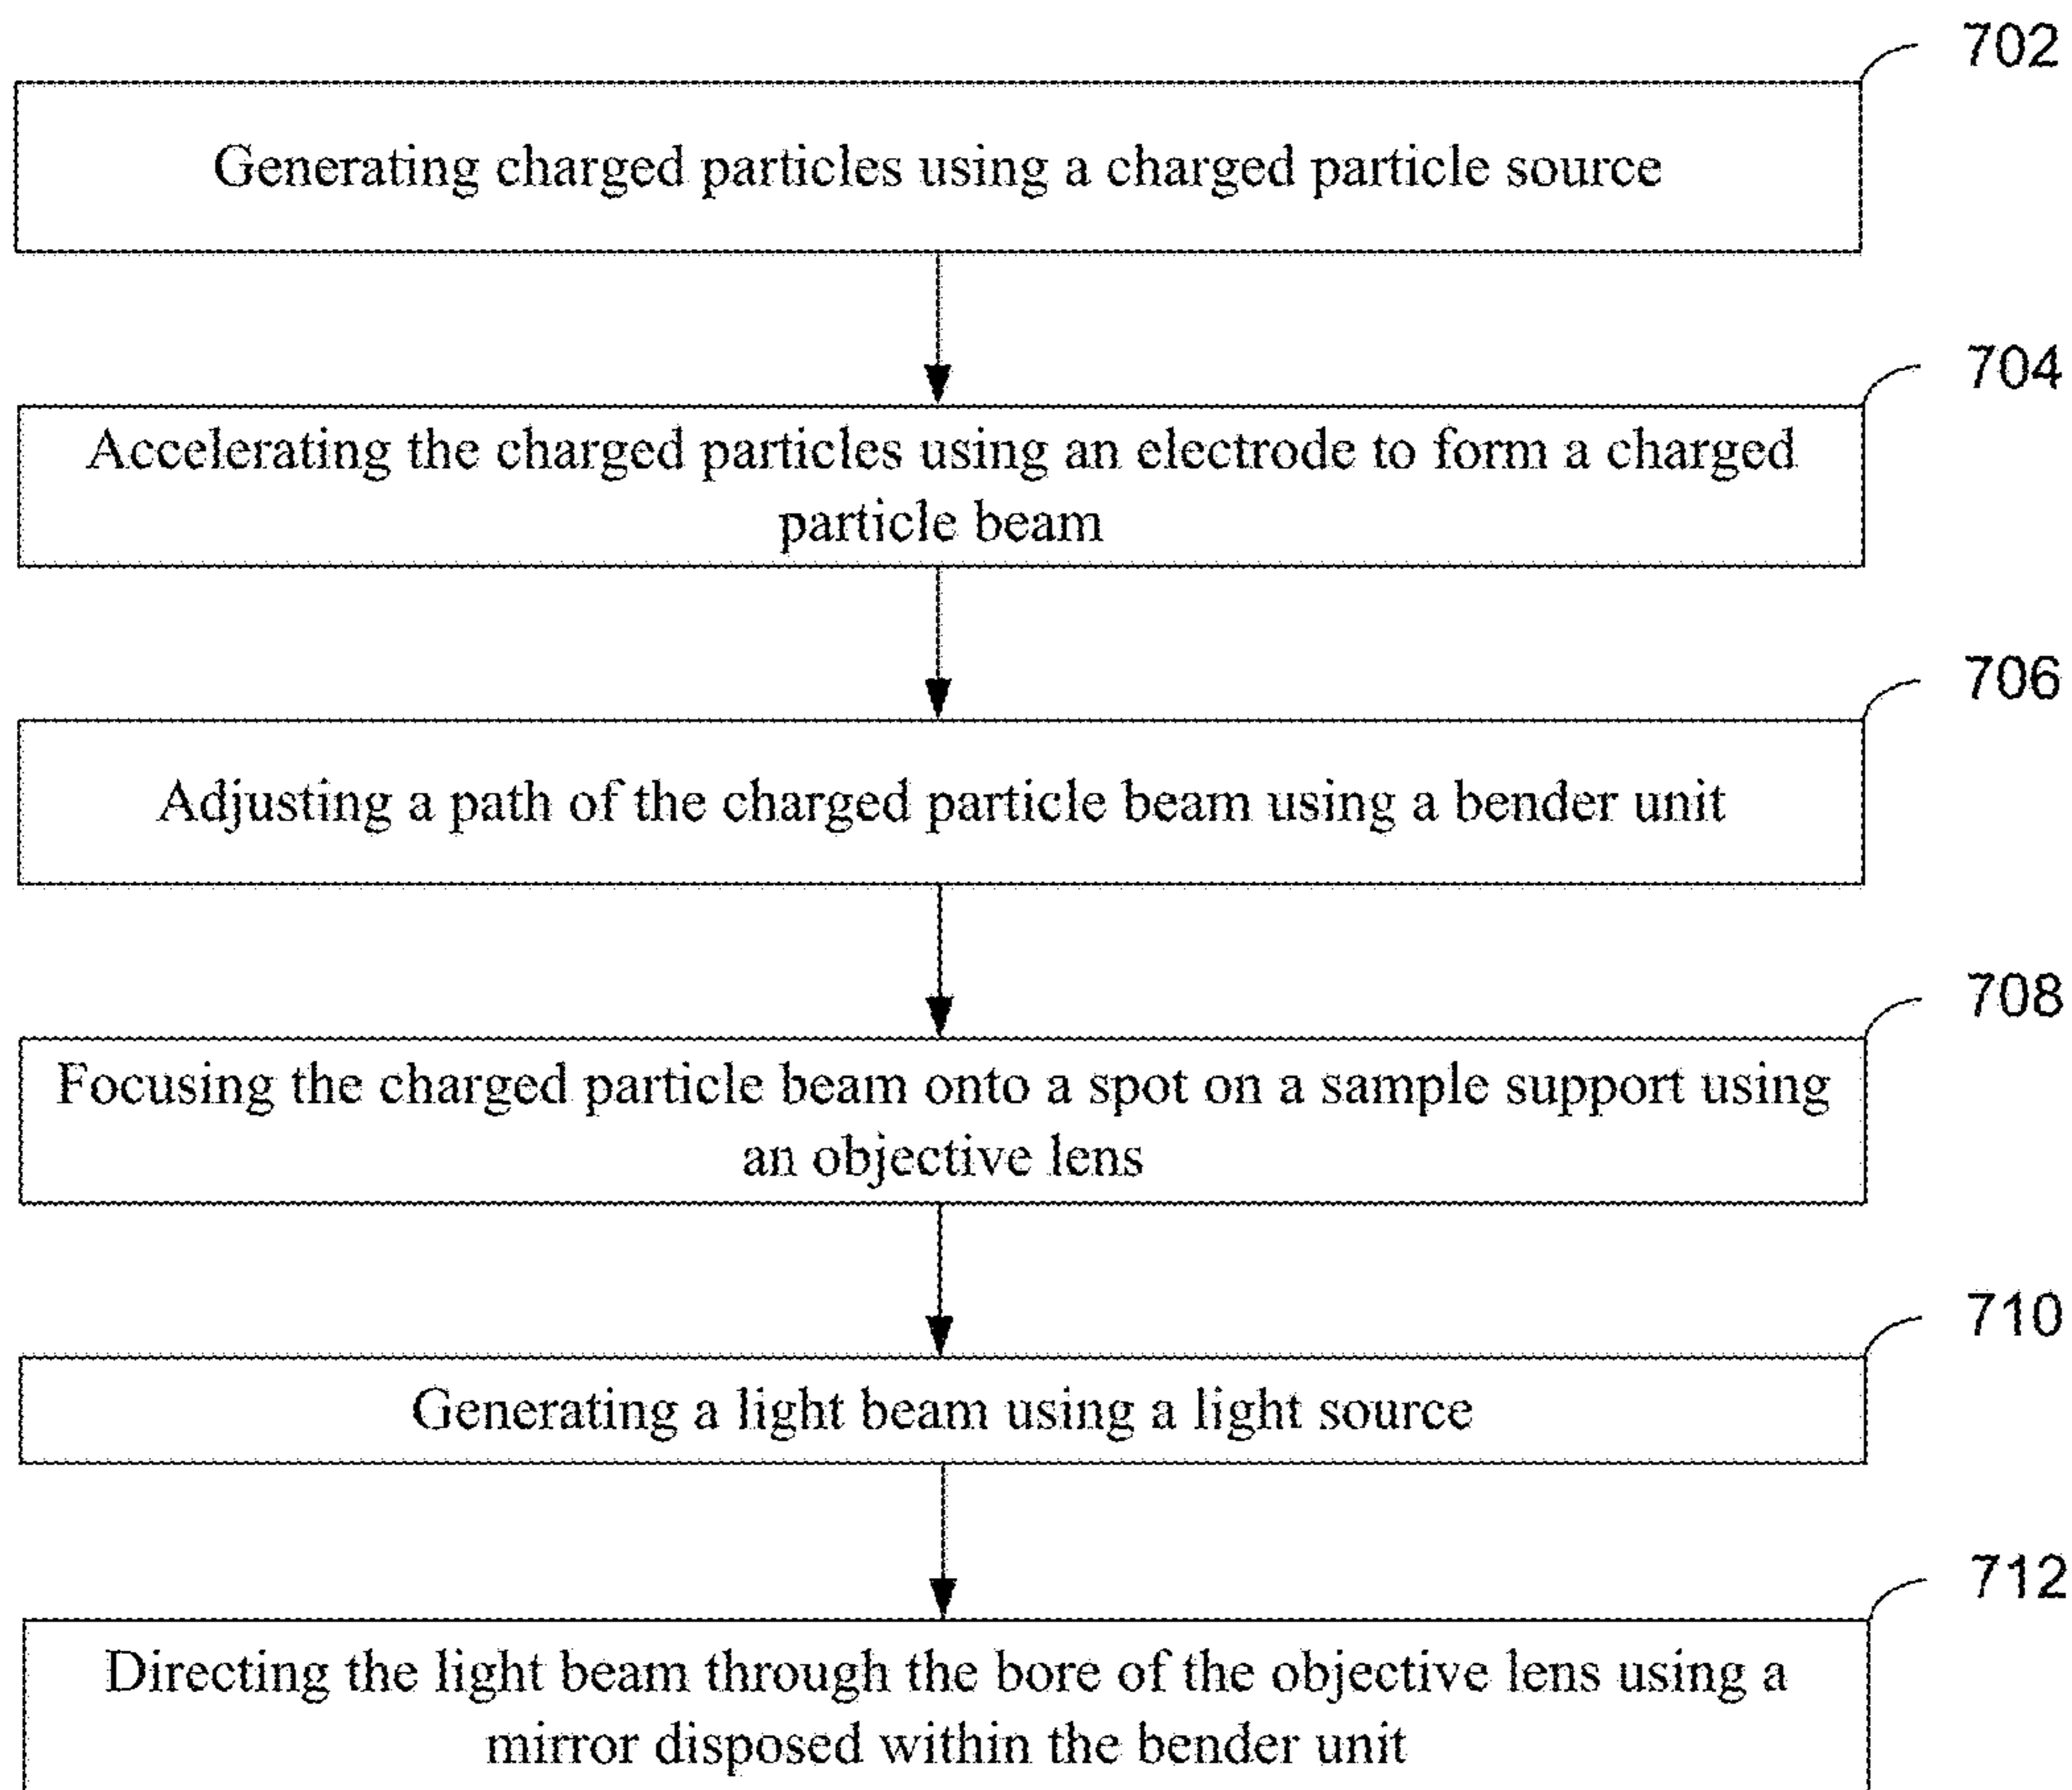 702
Generating charged particles using a charged particle source
704
Accelerating the charged particles using an electrode to form a charged
particle beam
706
Adjusting a path of the charged particle beam using a bender unit
708
Focusing the charged particle beam onto a spot on a sample support using
an objective lens
710
Generating a light beam using a light source
712
Directing the light beam through the bore of the objective lens using a
mirror disposed within the bender unit